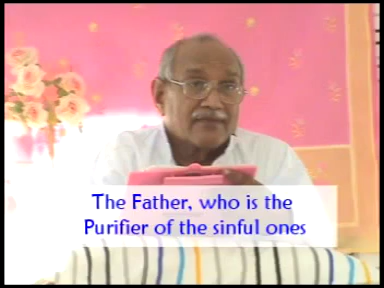 The Father, who is the
Purifier of the sinful ones